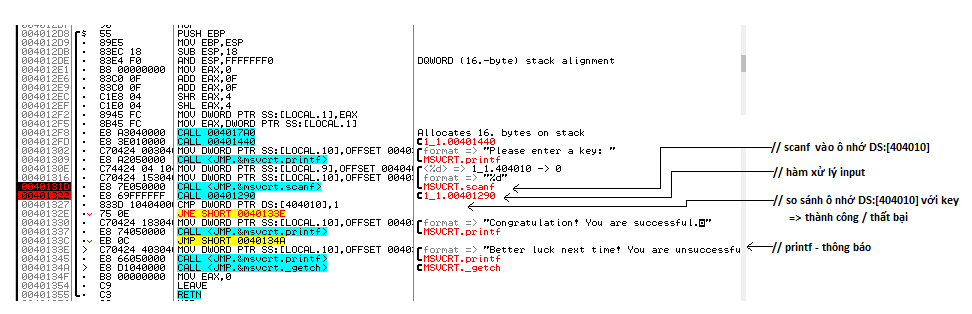 004012D8 $ 55 PUSH EBP
004012D9 . 89E5 MOV EBP,ESP
004012DB . 83EC 18 SUB ESP,18
004012DE . 83E4 F0 AND ESP,FFFFFFF0 DQWORD (16.-byte) stack alignment
004012E1 . B8 00000000 MOV EAX,0
004012E6 . 83C0 0F ADD EAX,0F
004012E9 . 83C0 0F ADD EAX,0F
004012EC . C1E8 04 SHR EAX,4
004012EF . C1E0 04 SHL EAX,4
004012F2 . 8945 FC MOV DWORD PTR SS:[LOCAL.1],EAX
004012F5 . 8B45 FC MOV EAX,DWORD PTR SS:[LOCAL.1]
004012F8 . E8 A3040000 CALL 004017A0 Allocates 16. bytes on stack
004012FD . E8 3E010000 CALL 00401440 1_1.00401440
00401302 . C70424 003040 MOV DWORD PTR SS:[LOCAL.10],OFFSET 0040 format => "Please enter a key: "
00401309 . E8 A2050000 CALL <JMP.&msvcrt.printf> MSVCRT.printf
0040130E . C74424 04 104 MOV DWORD PTR SS:[LOCAL.9],OFFSET 0040 <%d> => 1_1.404010 -> 0
00401316 . C70424 153040 MOV DWORD PTR SS:[LOCAL.10],OFFSET 0040 format => "%d"
0040131D . E8 7E050000 CALL <JMP.&msvcrt.scanf> MSVCRT.scanf
00401322 . E8 69FFFFFF CALL 00401290 1_1.00401290
00401327 . 833D 10404000 CMP DWORD PTR DS:[404010],1
0040132E . 75 0E JNE SHORT 0040133E
00401330 . C70424 183040 MOV DWORD PTR SS:[LOCAL.10],OFFSET 0040 format => "Congratulation! You are successful.
00401337 . E8 74050000 CALL <JMP.&msvcrt.printf> MSVCRT.printf
0040133C . EB 0C JMP SHORT 0040134A
0040133E > C70424 403040 MOV DWORD PTR SS:[LOCAL.10],OFFSET 0040 format => "Better luck next time! You are unsuccessfu
00401345 . E8 66050000 CALL <JMP.&msvcrt.printf> MSVCRT.printf
0040134A > E8 D1040000 CALL <JMP.&msvcrt._getch> MSVCRT._getch
0040134F . B8 00000000 MOV EAX,0
00401354 . C9 LEAVE
00401355 . C3 RETN
// scanf vào ô nhớ DS:[404010]
// hàm xử lý input
// so sánh ô nhớ DS:[404010] với key
=> thành công / thất bại
// printf - thông báo